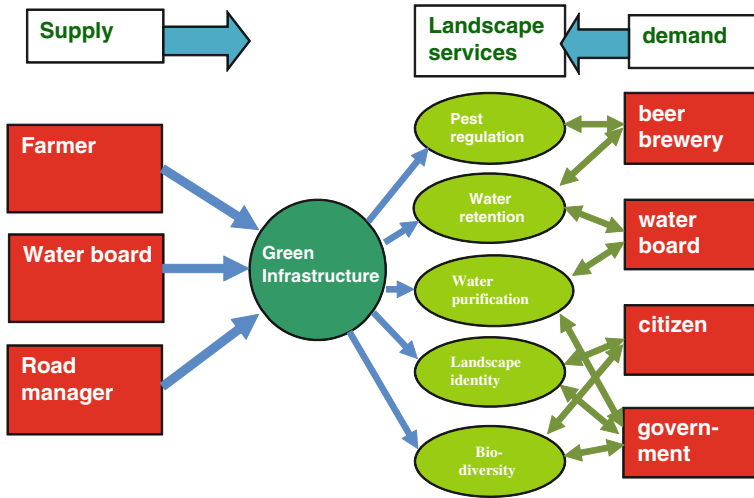 Supply
Landscape
services
demand
Farmer
Water board
Road
manager
Green
Infrastructure
Pest
regulation
Water
retention
Water
purification
Landscape
identity
Bio-
diversity
beer
brewery
water
board
citizen
govern-
ment